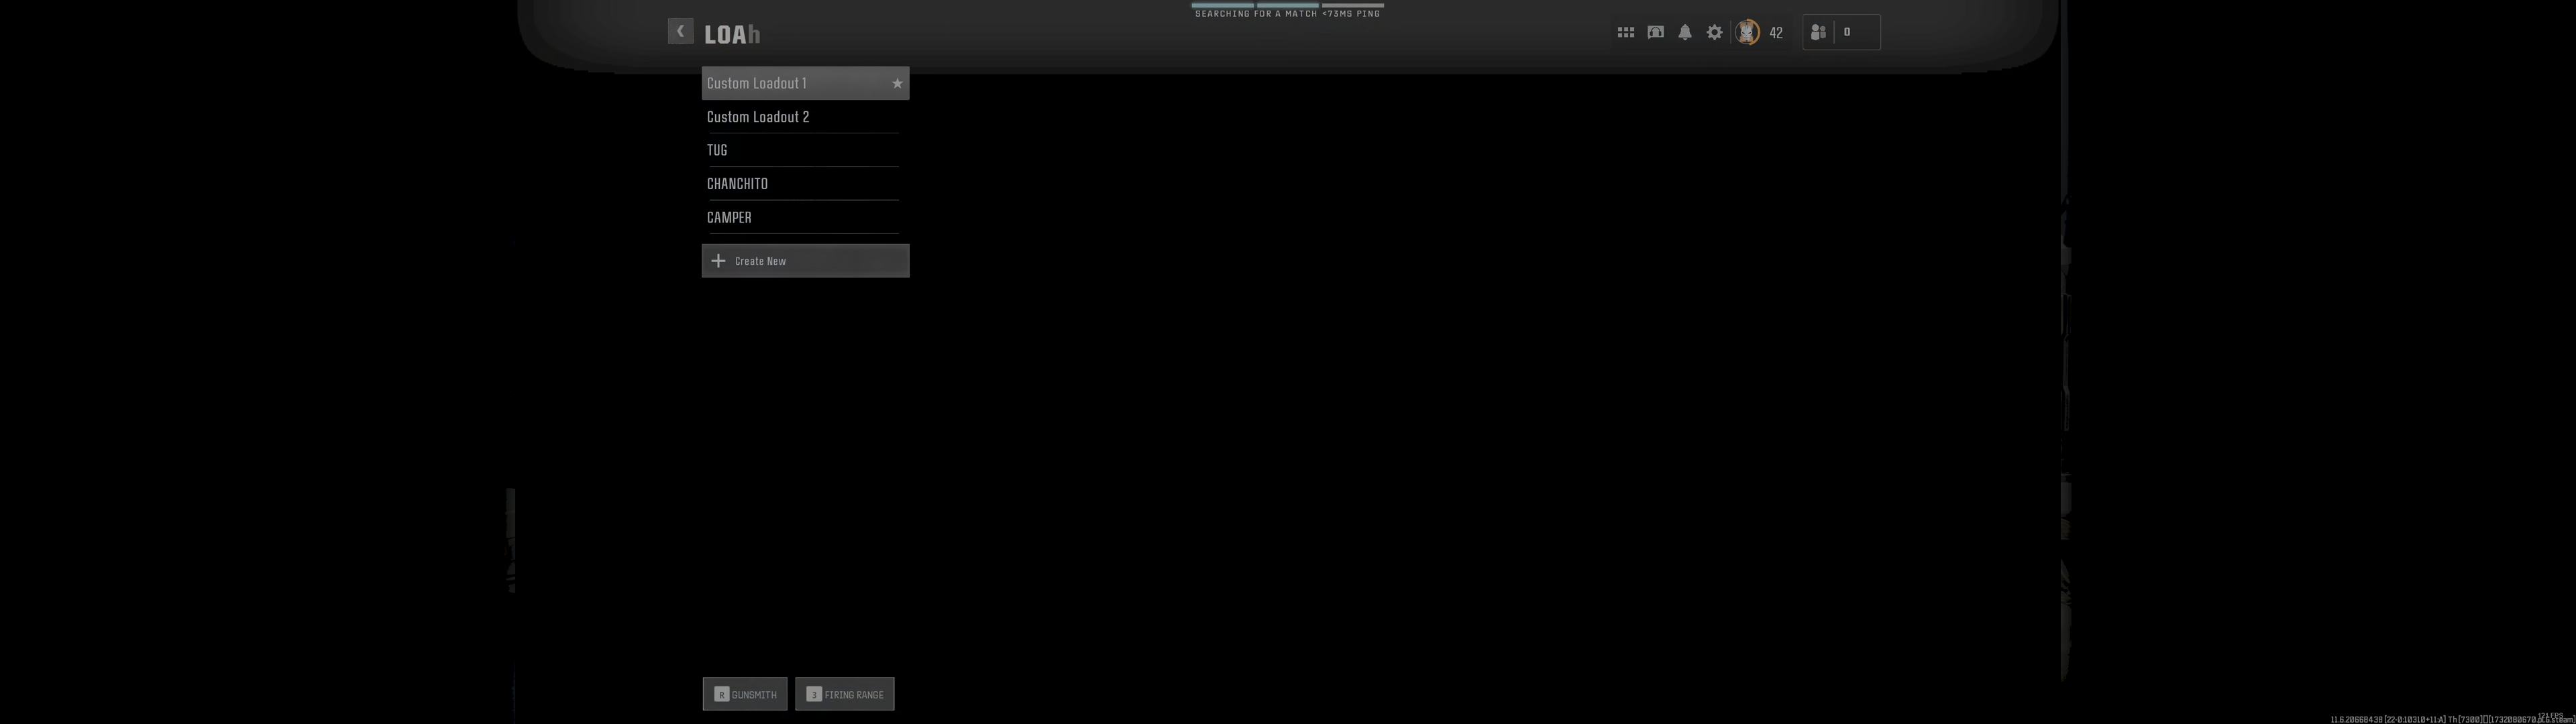 SEARCHING FOR A MATCH <73MS PING
LOAh
42
0
Custom Loadout 1
Custom Loadout 2
TUG
CHANCHITO
CAMPER
Create New
R GUNSMITH
3 FIRING RANGE